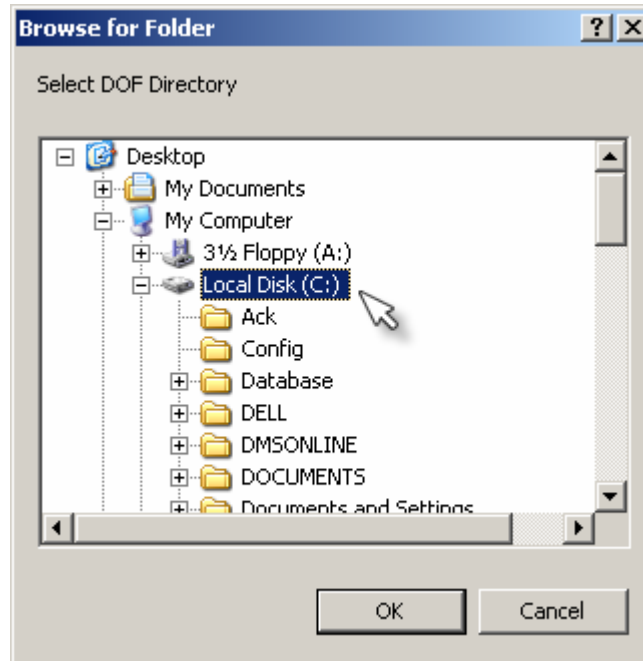 Browse for Folder
Select DOF Directory
Desktop
My Documents
My Computer
3½ Floppy (A:)
Local Disk (C:)
Ack
Config
Database
DELL
DMSONLINE
DOCUMENTS
Documents and Settings
OK Cancel